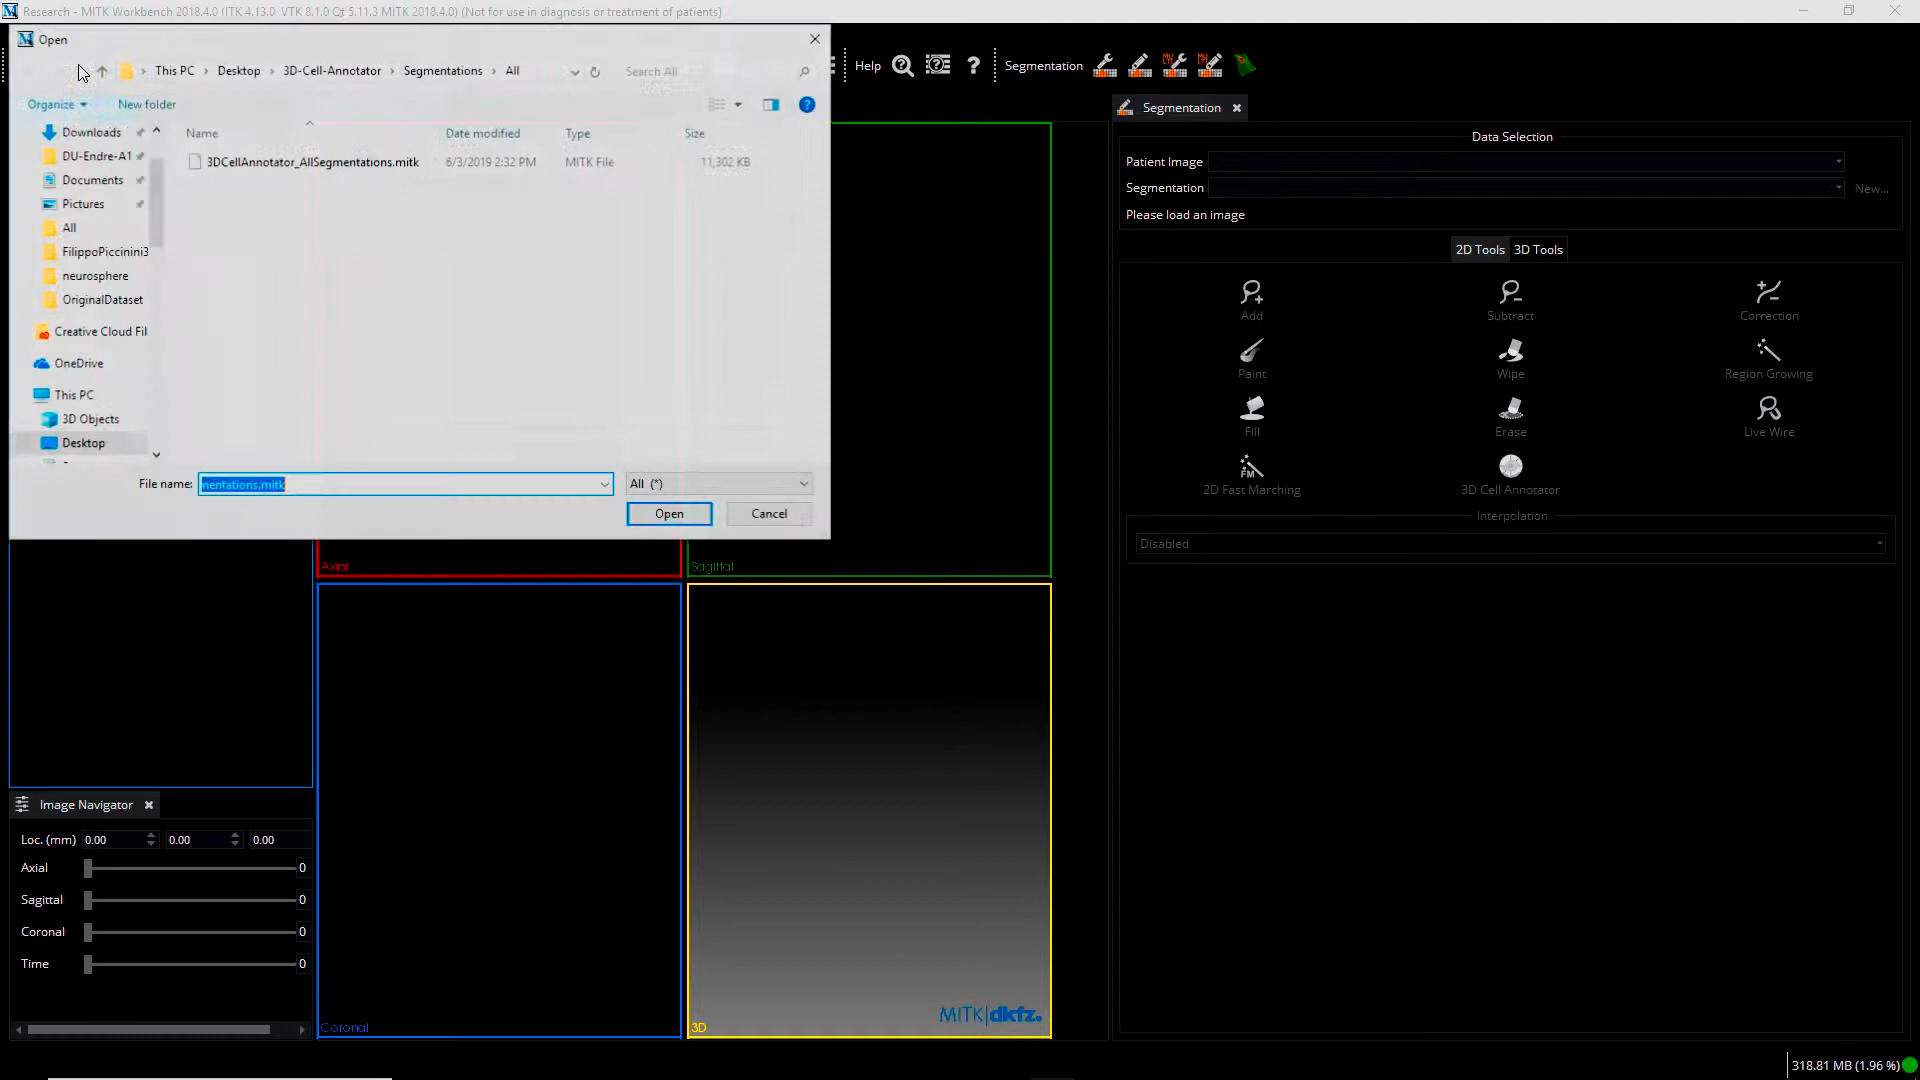 Research - MITK Workbench 2018.4.0 (ITK 4.13.0  VTK 8.1.0 Qt 5.11.3 MITK 2018.4.0) (Not for use in diagnosis or treatment of patients)
Open
This PC > Desktop > 3D-Cell-Annotator > Segmentations > All
Search All
Organize
New folder
Help
Segmentation
Downloads
DU-Endre-A1
Documents
Pictures
All
FilippoPiccinini3
neurosphere
OriginalDataset
Creative Cloud Fil
OneDrive
This PC
3D Objects
Desktop
Name
Date modified
Type
Size
3DCellAnnotator_AllSegmentations.mitk
6/3/2019 2:32 PM
MITK File
11,302 KB
File name:
nentations.mitk
All (*)
Open
Cancel
Segmentation
Data Selection
Patient Image
Segmentation
New...
Please load an image
2D Tools
3D Tools
Add
Subtract
Correction
Paint
Wipe
Region Growing
Fill
Erase
Live Wire
FM
2D Fast Marching
3D Cell Annotator
Interpolation
Disabled
Axial
Sagittal
Coronal
3D
MITK|dkfz.
Image Navigator
Loc. (mm) 0.00 0.00 0.00
Axial 0
Sagittal 0
Coronal 0
Time 0
318.81 MB (1.96 %)